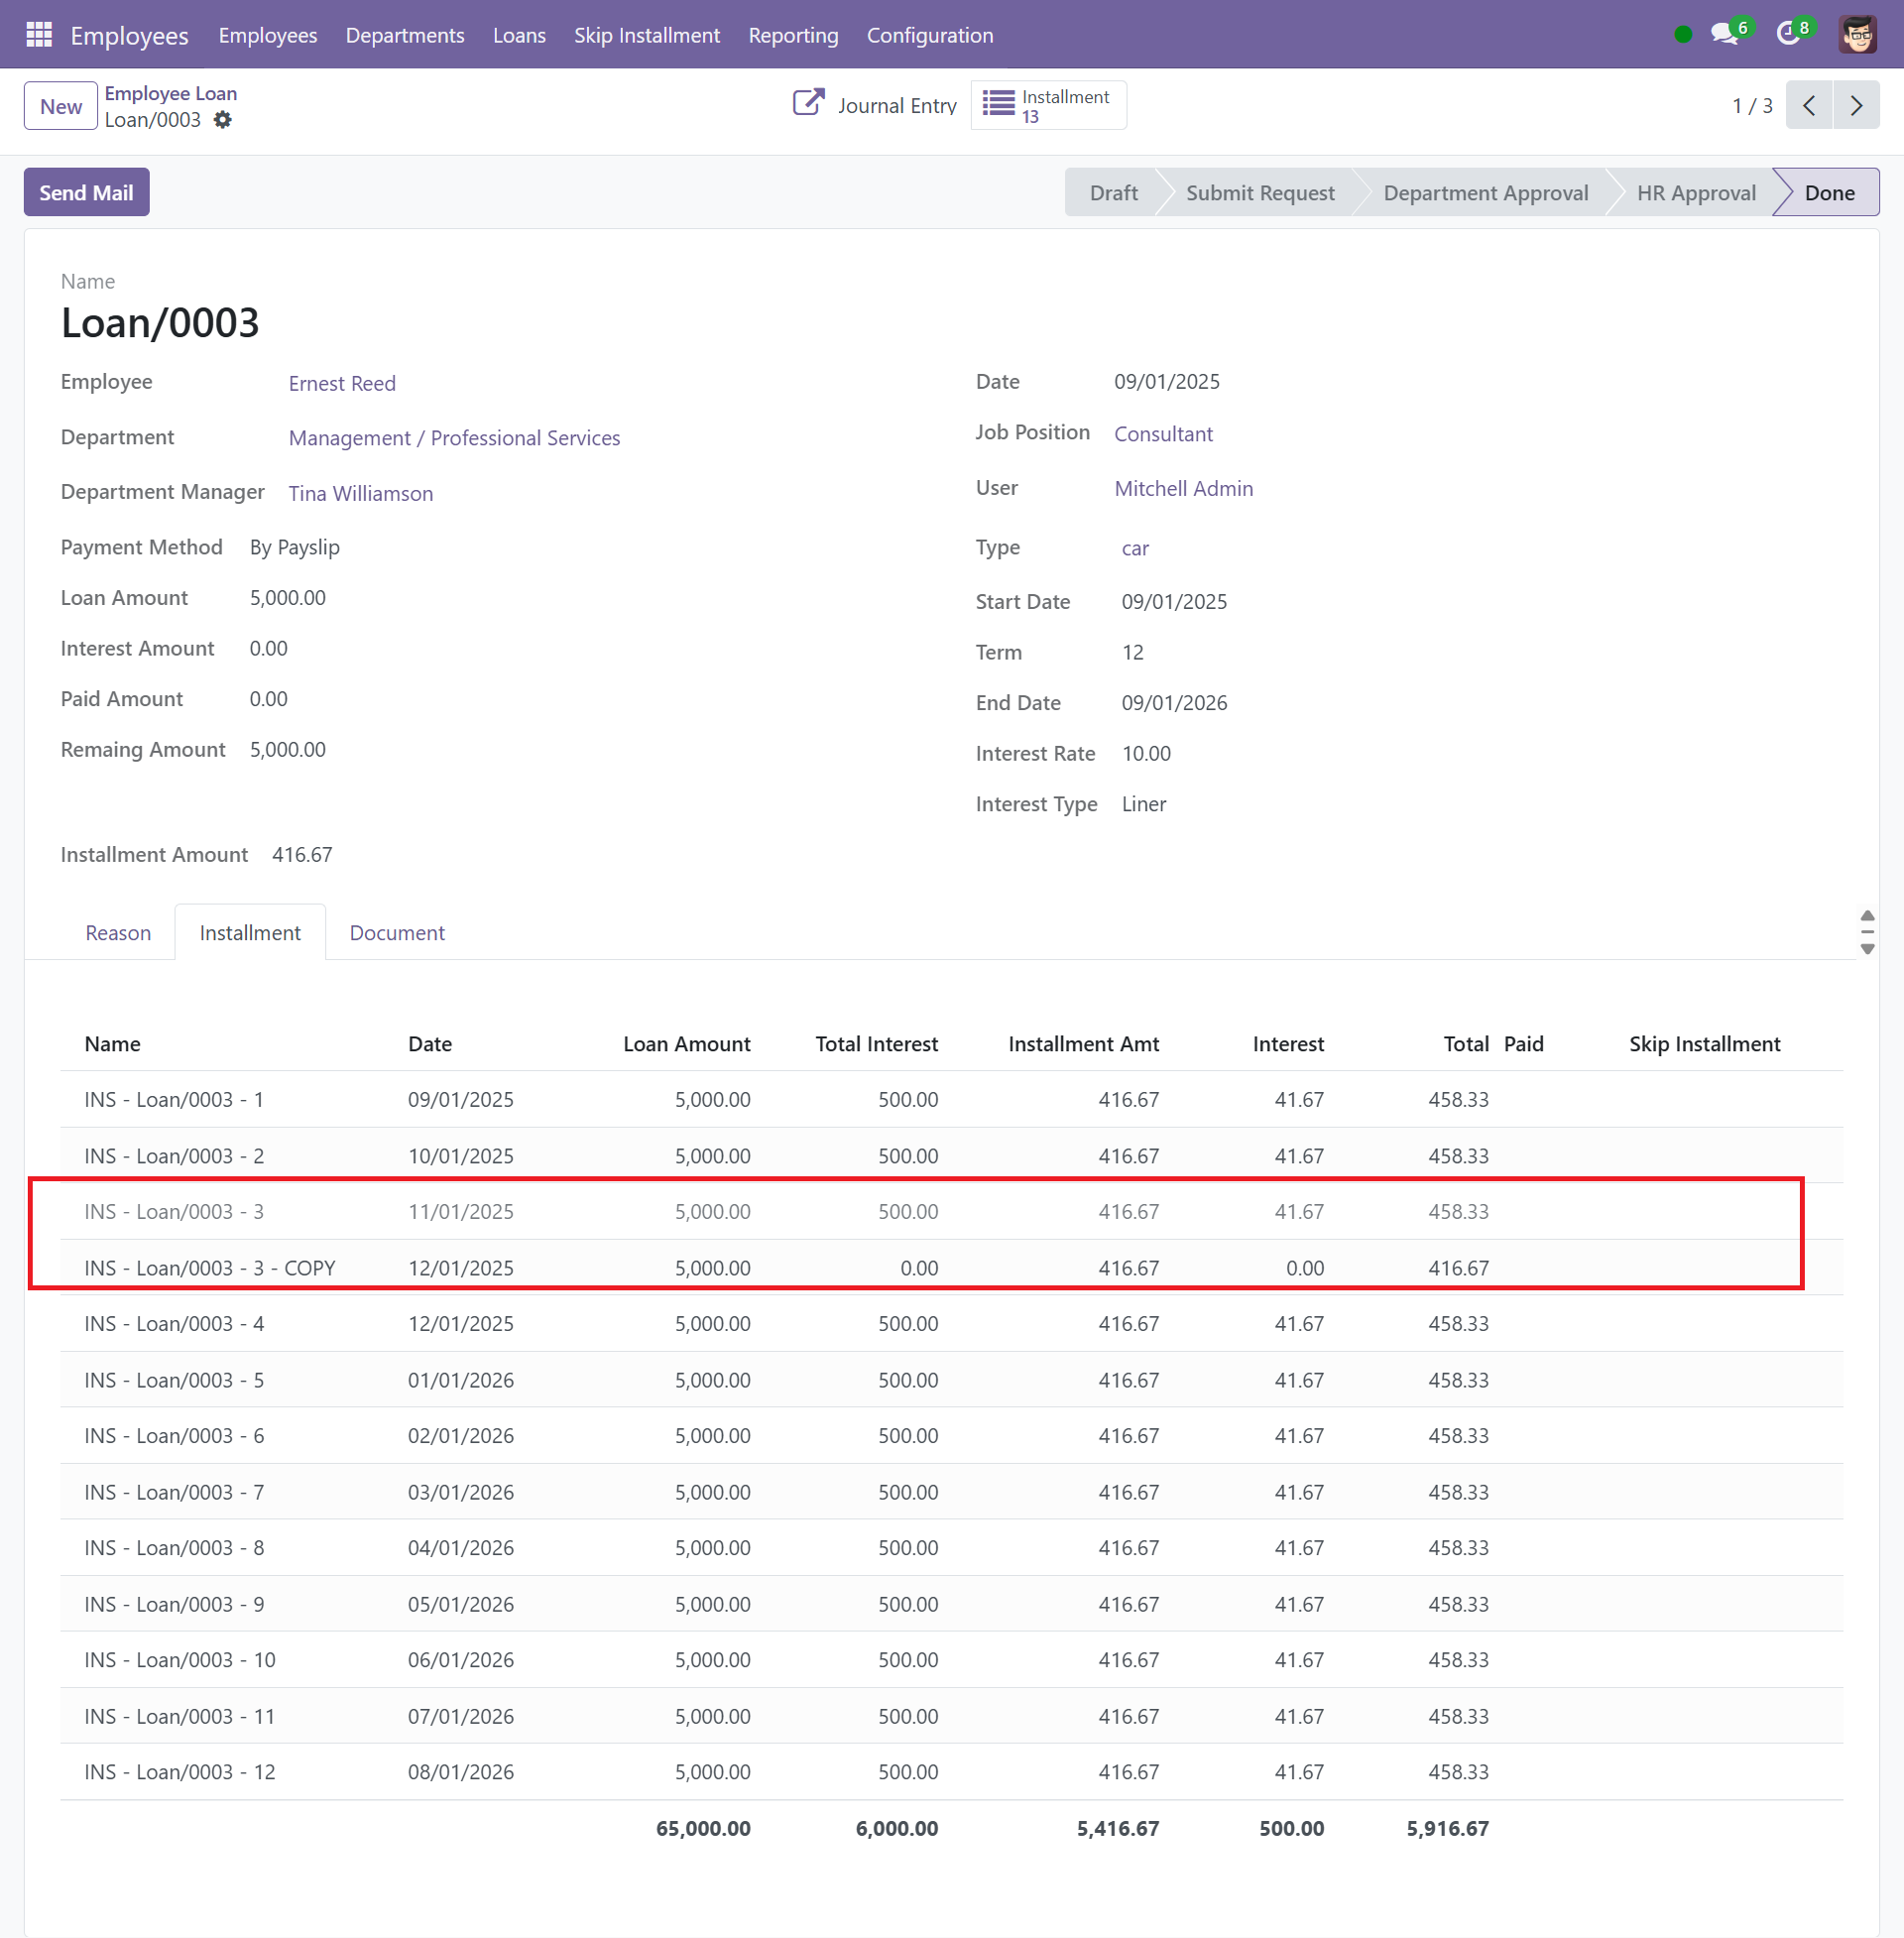 Employees Employees Departments Loans Skip Installment Reporting Configuration 6 8
New Employee Loan Journal Entry Installment 1 / 3
Loan/0003 13
Send Mail Draft Submit Request Department Approval HR Approval Done
Name
Loan/0003
Employee Ernest Reed Date 09/01/2025
Department Management / Professional Services Job Position Consultant
Department Manager Tina Williamson User Mitchell Admin
Payment Method By Payslip Type car
Loan Amount 5,000.00 Start Date 09/01/2025
Interest Amount 0.00 Term 12
Paid Amount 0.00 End Date 09/01/2026
Remaing Amount 5,000.00 Interest Rate 10.00
Interest Type Liner
Installment Amount 416.67
Reason Installment Document
Name Date Loan Amount Total Interest Installment Amt Interest Total Paid Skip Installment
INS - Loan/0003 - 1 09/01/2025 5,000.00 500.00 416.67 41.67 458.33
INS - Loan/0003 - 2 10/01/2025 5,000.00 500.00 416.67 41.67 458.33
INS - Loan/0003 - 3 11/01/2025 5,000.00 500.00 416.67 41.67 458.33
INS - Loan/0003 - 3 - COPY 12/01/2025 5,000.00 0.00 416.67 0.00 416.67
INS - Loan/0003 - 4 12/01/2025 5,000.00 500.00 416.67 41.67 458.33
INS - Loan/0003 - 5 01/01/2026 5,000.00 500.00 416.67 41.67 458.33
INS - Loan/0003 - 6 02/01/2026 5,000.00 500.00 416.67 41.67 458.33
INS - Loan/0003 - 7 03/01/2026 5,000.00 500.00 416.67 41.67 458.33
INS - Loan/0003 - 8 04/01/2026 5,000.00 500.00 416.67 41.67 458.33
INS - Loan/0003 - 9 05/01/2026 5,000.00 500.00 416.67 41.67 458.33
INS - Loan/0003 - 10 06/01/2026 5,000.00 500.00 416.67 41.67 458.33
INS - Loan/0003 - 11 07/01/2026 5,000.00 500.00 416.67 41.67 458.33
INS - Loan/0003 - 12 08/01/2026 5,000.00 500.00 416.67 41.67 458.33
65,000.00 6,000.00 5,416.67 500.00 5,916.67